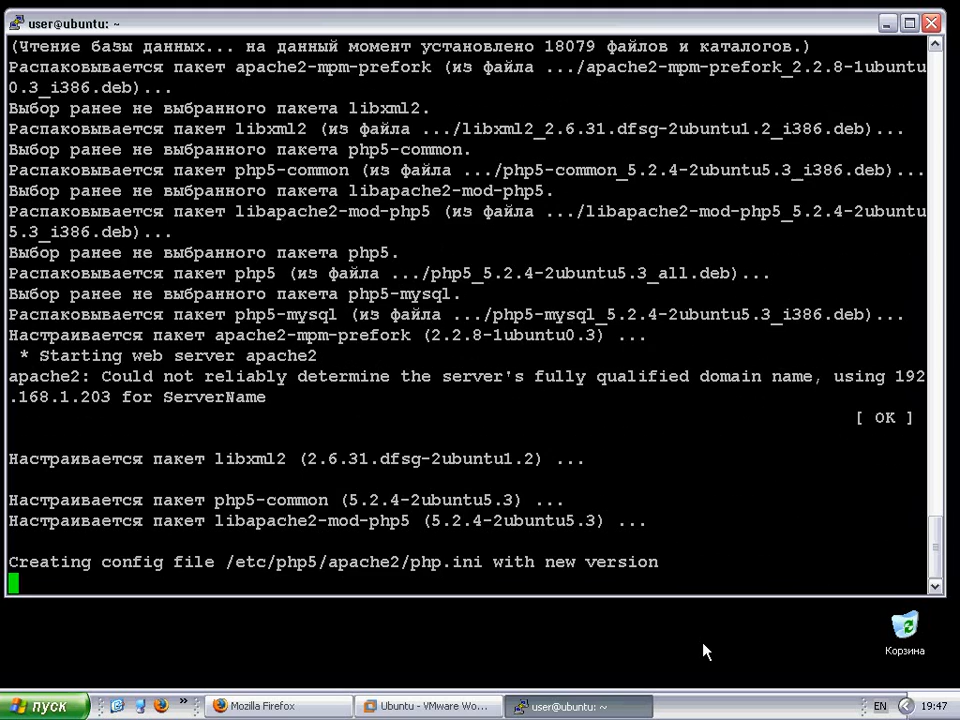 user@ubuntu: ~
(Чтение базы данных... на данный момент установлено 18079 файлов и каталогов.)
Распаковывается пакет apache2-mpm-prefork (из файла .../apache2-mpm-prefork_2.2.8-1ubuntu
0.3_i386.deb)...
Выбор ранее не выбранного пакета libxml2.
Распаковывается пакет libxml2 (из файла .../libxml2_2.6.31.dfsg-2ubuntu1.2_i386.deb)...
Выбор ранее не выбранного пакета php5-common.
Распаковывается пакет php5-common (из файла .../php5-common_5.2.4-2ubuntu5.3_i386.deb)...
Выбор ранее не выбранного пакета libapache2-mod-php5.
Распаковывается пакет libapache2-mod-php5 (из файла .../libapache2-mod-php5_5.2.4-2ubuntu
5.3_i386.deb)...
Выбор ранее не выбранного пакета php5.
Распаковывается пакет php5 (из файла .../php5_5.2.4-2ubuntu5.3_all.deb)...
Выбор ранее не выбранного пакета php5-mysql.
Распаковывается пакет php5-mysql (из файла .../php5-mysql_5.2.4-2ubuntu5.3_i386.deb)...
Настраивается пакет apache2-mpm-prefork (2.2.8-1ubuntu0.3) ...
* Starting web server apache2
apache2: Could not reliably determine the server's fully qualified domain name, using 192
.168.1.203 for ServerName
[ OK ]
Настраивается пакет libxml2 (2.6.31.dfsg-2ubuntu1.2) ...
Настраивается пакет php5-common (5.2.4-2ubuntu5.3) ...
Настраивается пакет libapache2-mod-php5 (5.2.4-2ubuntu5.3) ...
Creating config file /etc/php5/apache2/php.ini with new version
Корзина
пуск
Mozilla Firefox
Ubuntu - VMware Wo...
user@ubuntu: ~
EN
19:47